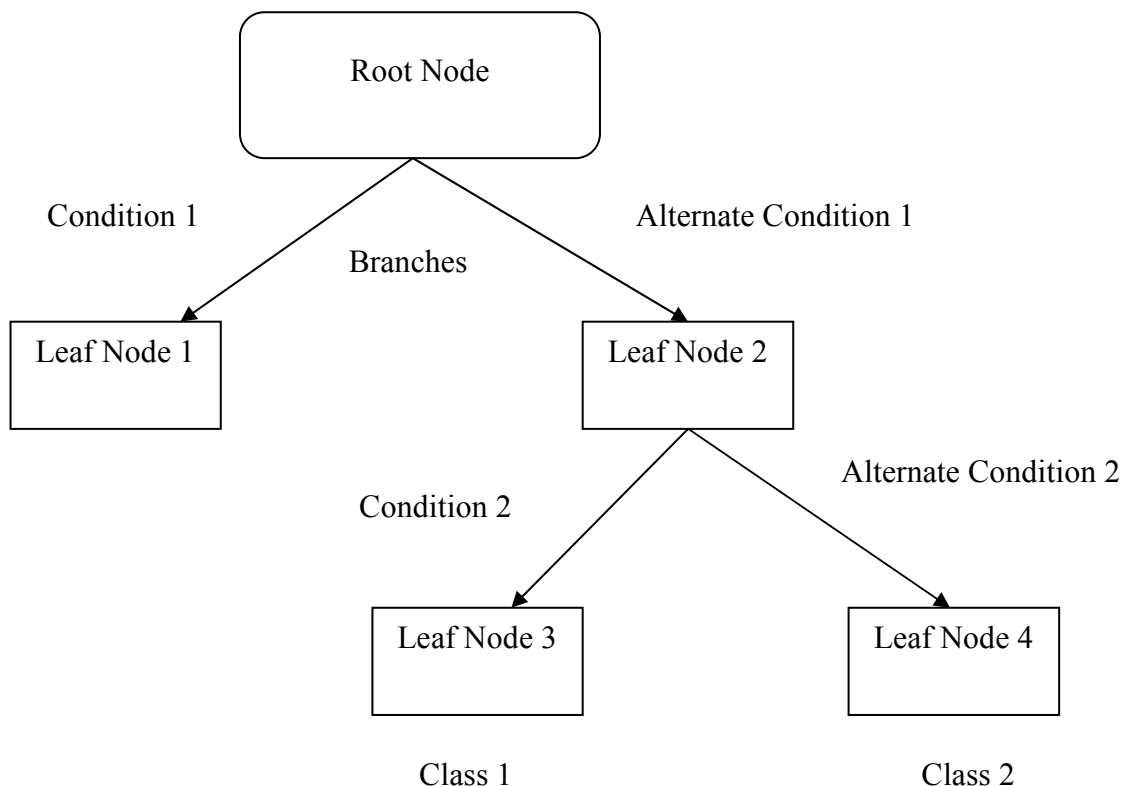 Root Node
Condition 1
Alternate Condition 1
Branches
Leaf Node 1
Leaf Node 2
Alternate Condition 2
Condition 2
Leaf Node 3
Leaf Node 4
Class 1
Class 2